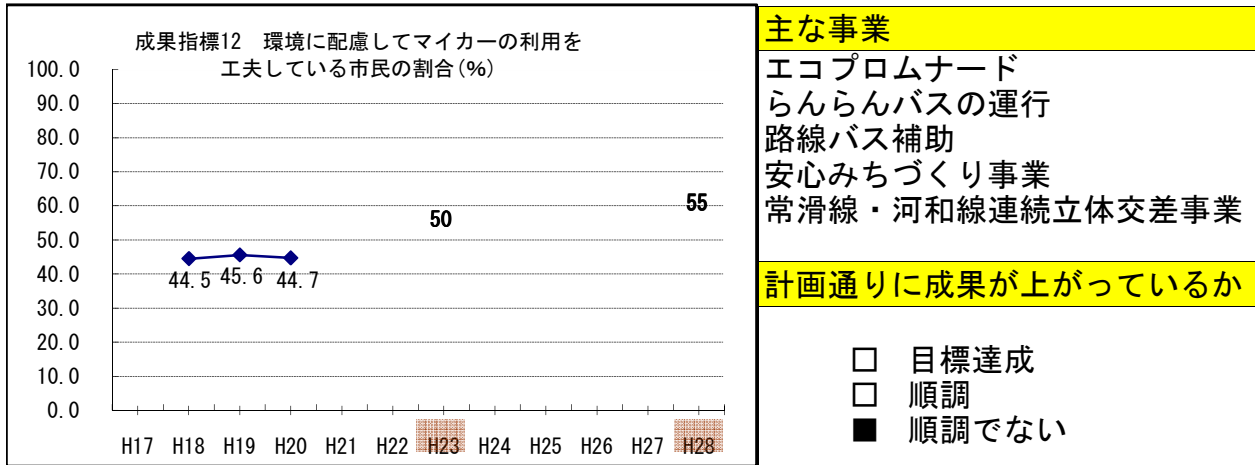 成果指標12 環境に配慮してマイカーの利用を
工夫している市民の割合(%)
100.0
90.0
80.0
70.0
60.0
50.0
40.0
30.0
20.0
10.0
0.0
55
50
44.5 45.6 44.7
H17 H18 H19 H20 H21 H22 H23 H24 H25 H26 H27 H28
主な事業
エコプロムナード
らんらんバスの運行
路線バス補助
安心みちづくり事業
常滑線・河和線連続立体交差事業
計画通りに成果が上がっているか
□ 目標達成
□ 順調
■ 順調でない